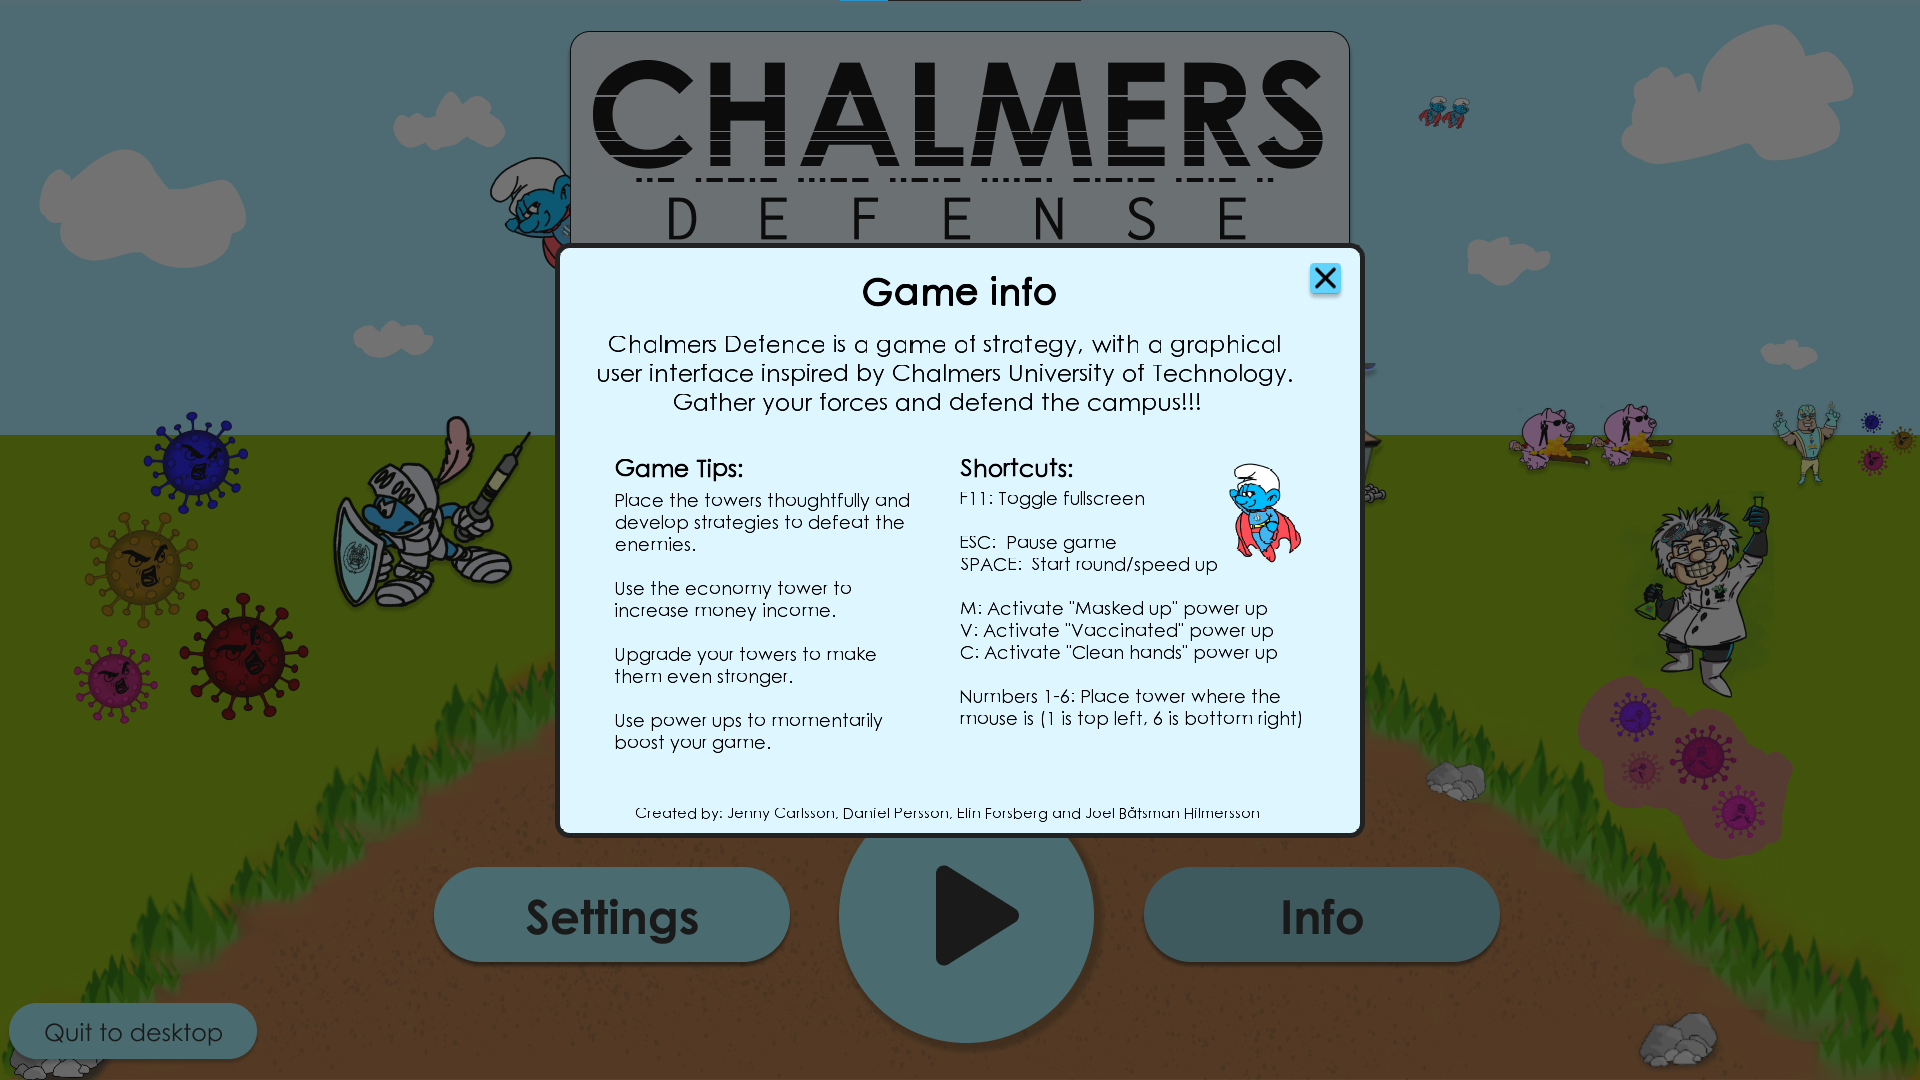 CHALMERS
DEFENSE
Game info
Chalmers Defence is a game of strategy, with a graphical
user interface inspired by Chalmers University of Technology.
Gather your forces and defend the campus!!!
Game Tips:
Place the towers thoughtfully and
develop strategies to defeat the
enemies.
Use the economy tower to
increase money income.
Upgrade your towers to make
them even stronger.
Use power ups to momentarily
boost your game.
Shortcuts:
F11: Toggle fullscreen
ESC: Pause game
SPACE: Start round/speed up
M: Activate "Masked up" power up
V: Activate "Vaccinated" power up
C: Activate "Clean hands" power up
Numbers 1-6: Place tower where the
mouse is (1 is top left, 6 is bottom right)
Created by: Jenny Carlsson, Daniel Persson, Elin Forsberg and Joel Båtsman Hilmersson
Settings
Info
Quit to desktop